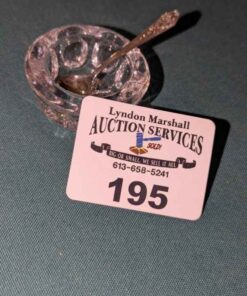 Lyndon Marshall
AUCTION SERVICES
SOLD!
BIG OR SMALL, WE SELL IT ALL
613-658-5241
195